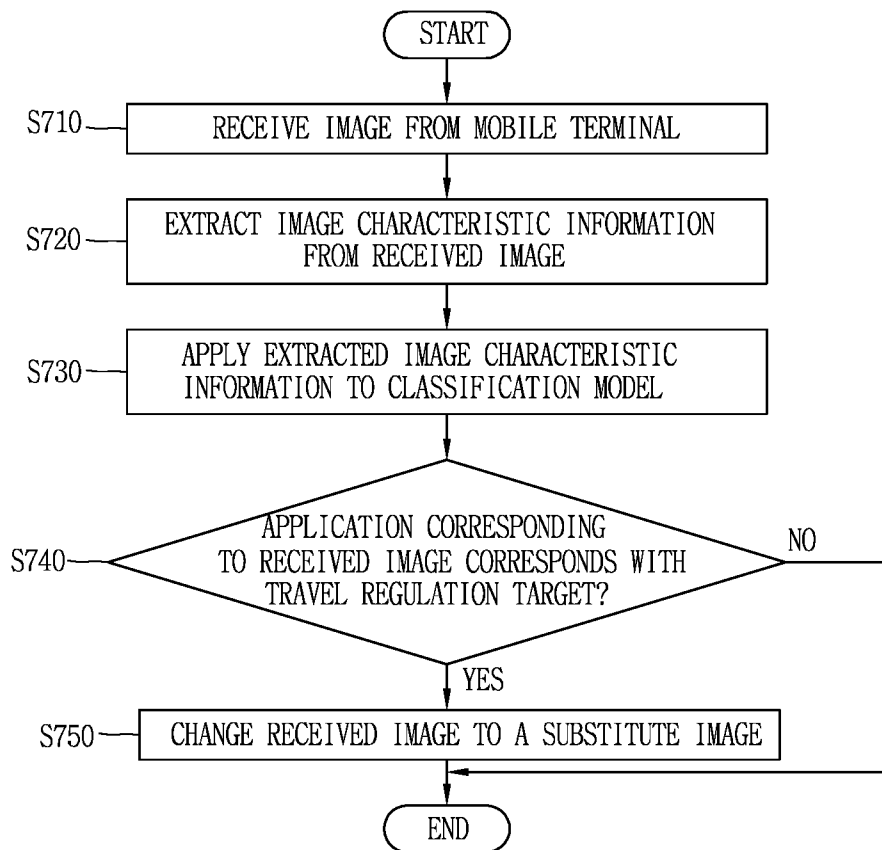 START
S710
RECEIVE IMAGE FROM MOBILE TERMINAL
S720
EXTRACT IMAGE CHARACTERISTIC INFORMATION
FROM RECEIVED IMAGE
S730
APPLY EXTRACTED IMAGE CHARACTERISTIC
INFORMATION TO CLASSIFICATION MODEL
S740
APPLICATION CORRESPONDING
TO RECEIVED IMAGE CORRESPONDS WITH
TRAVEL REGULATION TARGET?
NO
YES
S750
CHANGE RECEIVED IMAGE TO A SUBSTITUTE IMAGE
END